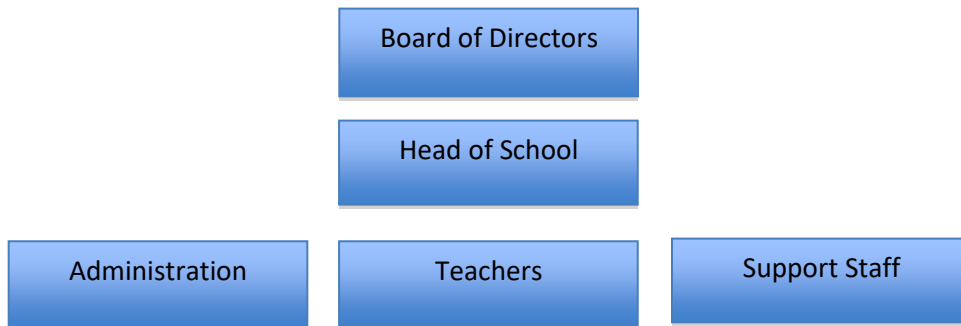 Board of Directors
Head of School
Administration
Teachers
Support Staff